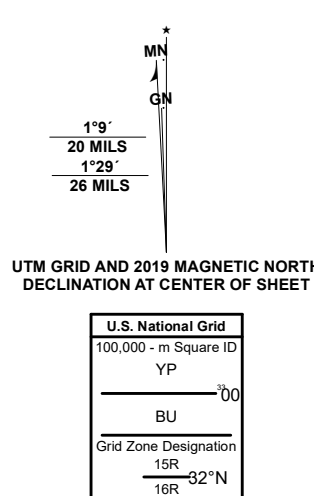 ★
MN
GN
1°9´
20 MILS
1°29´
26 MILS
UTM GRID AND 2019 MAGNETIC NORTH
DECLINATION AT CENTER OF SHEET
U.S. National Grid
100,000 - m Square ID
YP
3300
BU
Grid Zone Designation
15R
32°N
16R